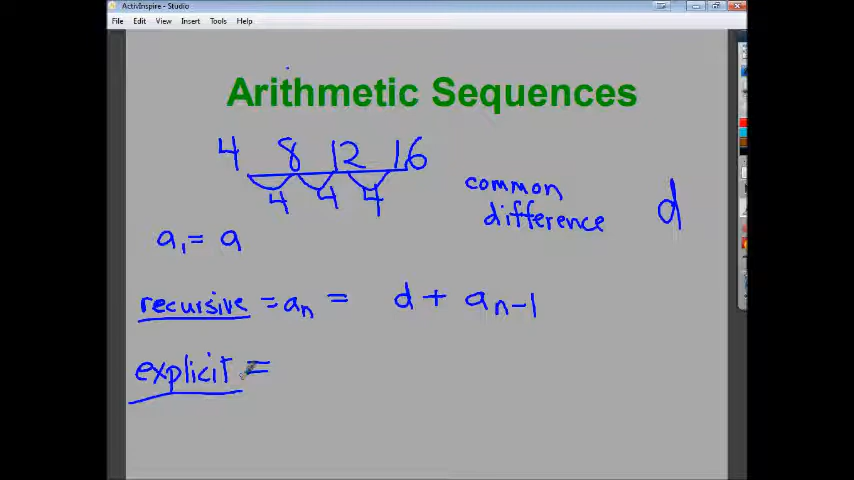 ActivInspire - Studio
File Edit View Insert Tools Help
Arithmetic Sequences
4 8 12 16
4 4 4
common
difference d
a₁ = a
recursive = aₙ = d + aₙ₋₁
explicit =